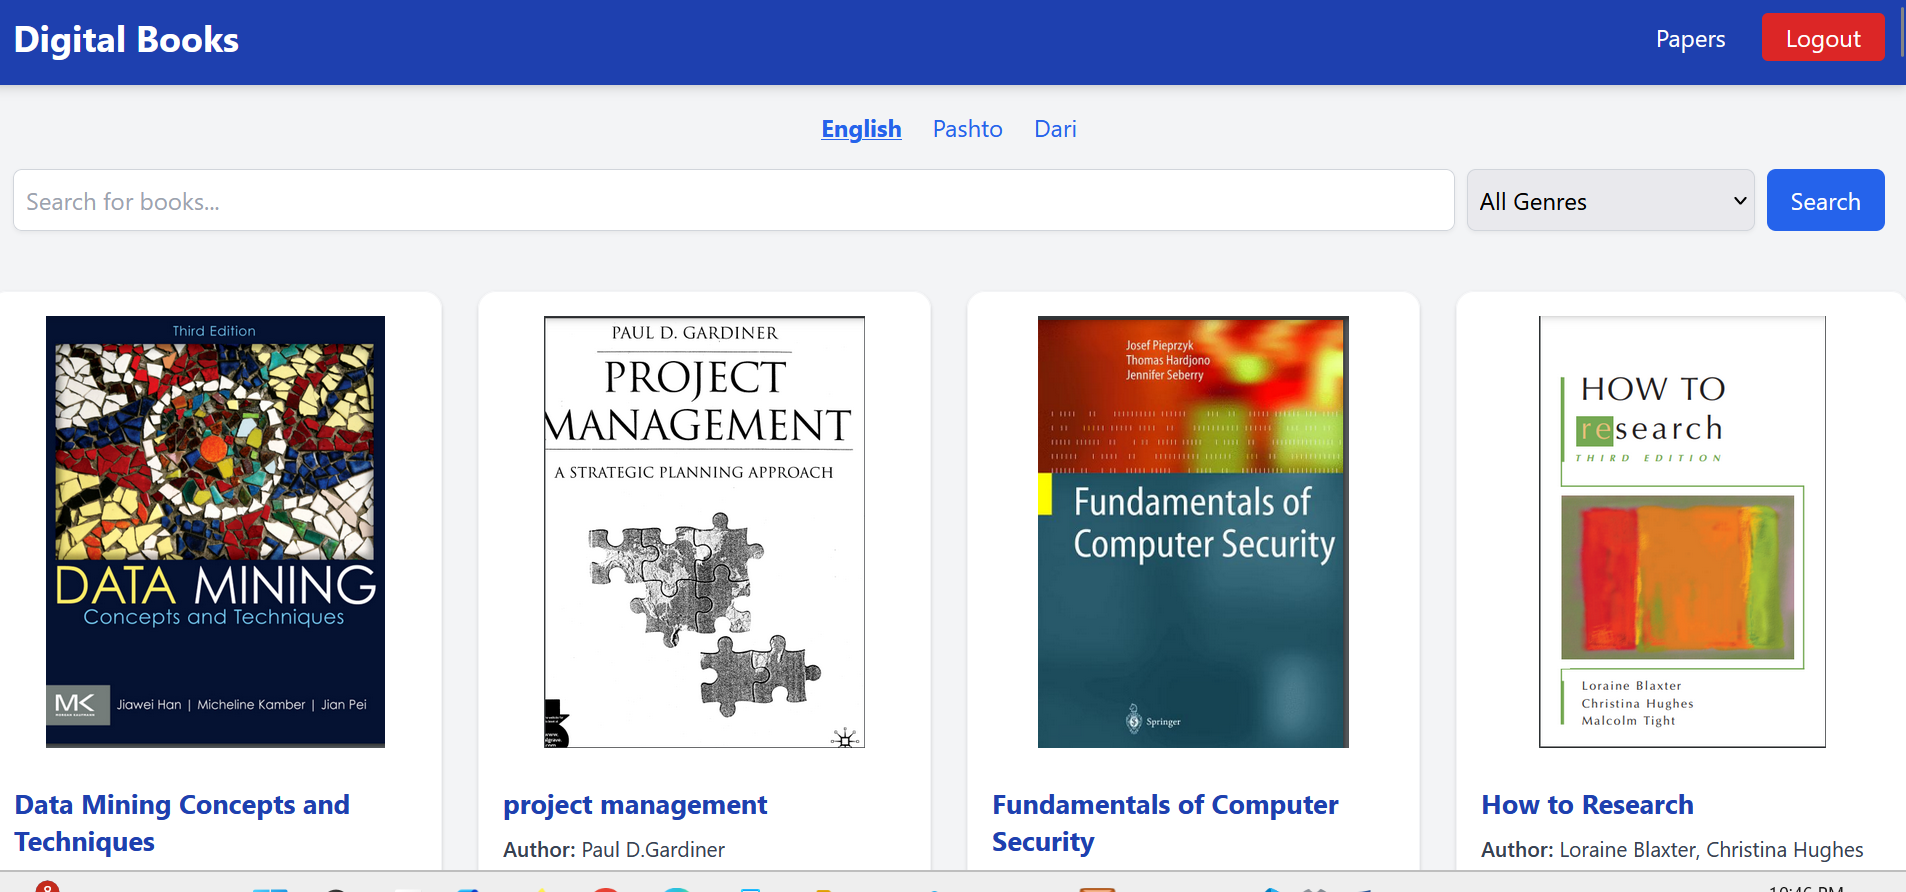 Digital Books
Papers
Logout
English
Pashto
Dari
Search for books...
All Genres
Search
Third Edition
DATA MINING
Concepts and Techniques
MK
Jiawei Han | Micheline Kamber | Jian Pei
Data Mining Concepts and
Techniques
PAUL D. GARDINER
PROJECT
MANAGEMENT
A STRATEGIC PLANNING APPROACH
project management
Author: Paul D.Gardiner
Josef Pieprzyk
Thomas Hardjono
Jennifer Seberry
Fundamentals of
Computer Security
Springer
Fundamentals of Computer
Security
HOW TO
research
THIRD EDITION
Loraine Blaxter
Christina Hughes
Malcolm Tight
How to Research
Author: Loraine Blaxter, Christina Hughes